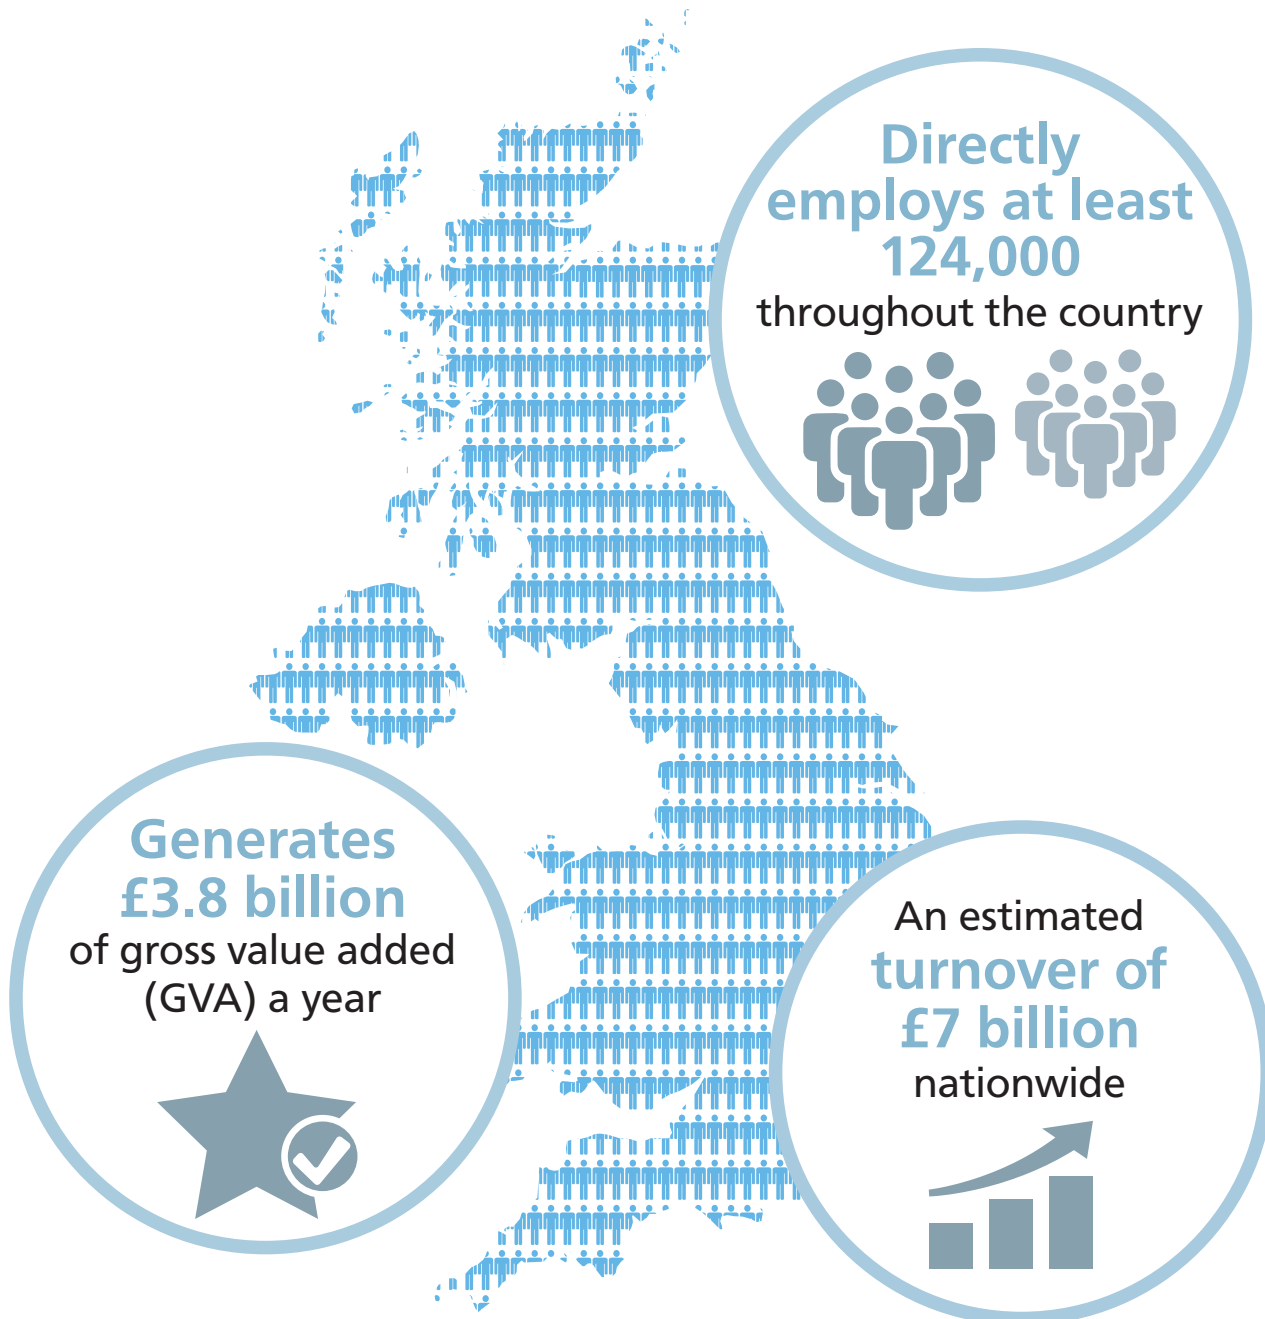 Directly
employs at least
124,000
throughout the country
Generates
£3.8 billion
of gross value added
(GVA) a year
An estimated
turnover of
£7 billion
nationwide